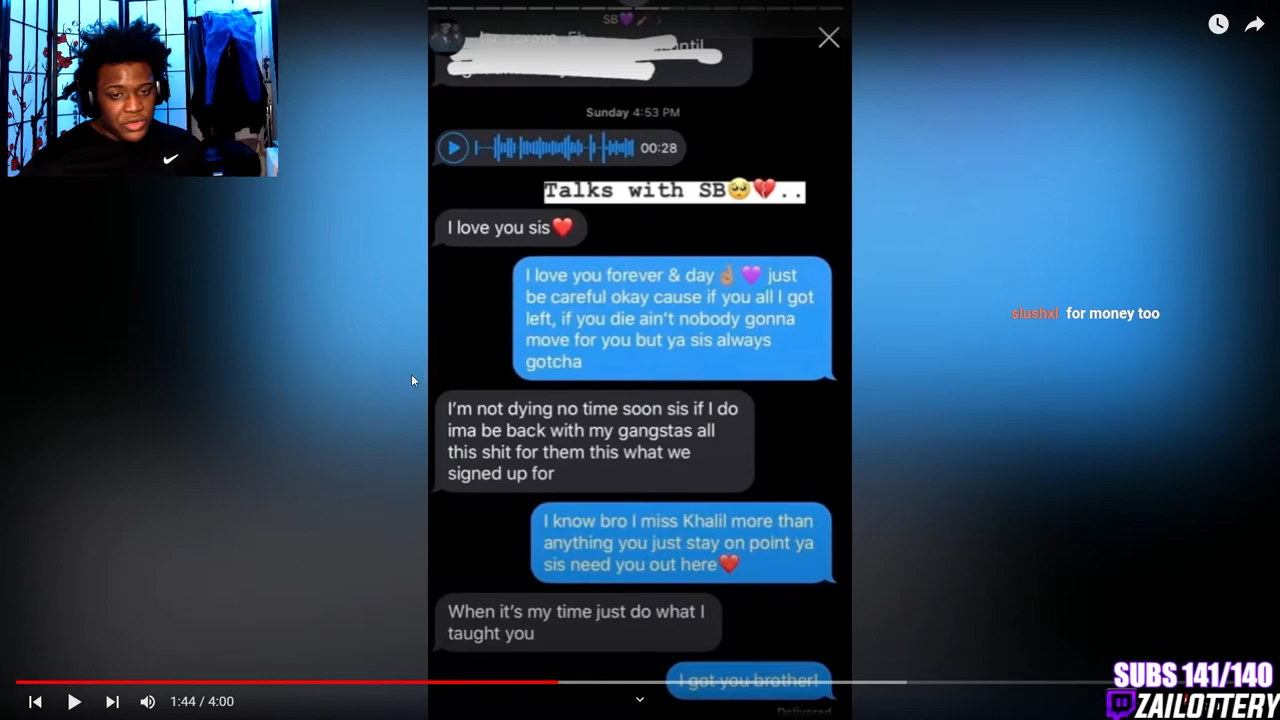 SB💜
Sunday 4:53 PM
00:28
Talks with SB🥺💔..
I love you sis❤️
I love you forever & day🤞🏽💜 just
be careful okay cause if you all I got
left, if you die ain't nobody gonna
move for you but ya sis always
gotcha
I'm not dying no time soon sis if I do
ima be back with my gangstas all
this shit for them this what we
signed up for
I know bro I miss Khalil more than
anything you just stay on point ya
sis need you out here❤️
When it's my time just do what I
taught you
I got you brother!
Delivered
slushxl for money too
1:44 / 4:00
SUBS 141/140
ZAILOTTERY